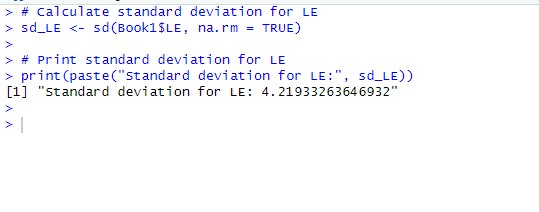 > # Calculate standard deviation for LE
> sd_LE <- sd(Book1$LE, na.rm = TRUE)
>
> # Print standard deviation for LE
> print(paste("Standard deviation for LE:", sd_LE))
[1] "Standard deviation for LE: 4.21933263646932"
>
>